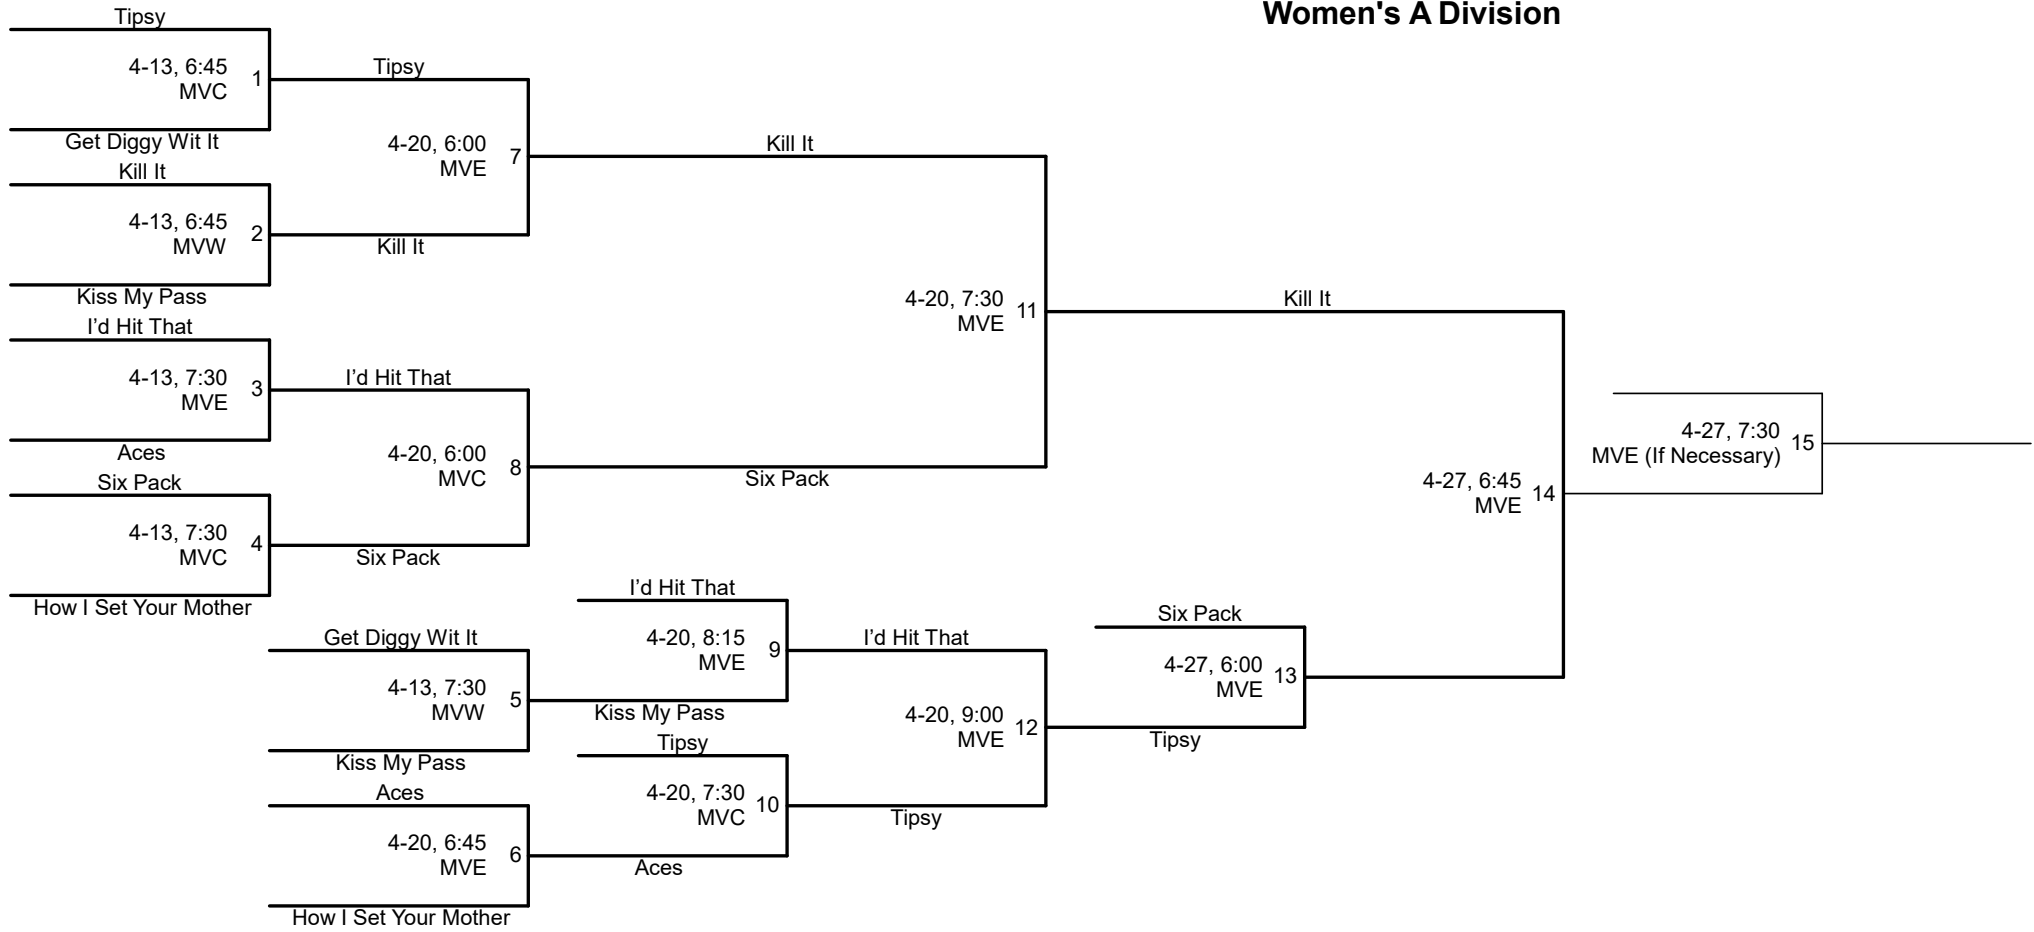 Women's A Division
Tipsy
4-13, 6:45
MVC
1
Get Diggy Wit It
Kill It
4-13, 6:45
MVW
2
Kiss My Pass
I’d Hit That
4-13, 7:30
MVE
3
Aces
Six Pack
4-13, 7:30
MVC
4
How I Set Your Mother
Tipsy
4-20, 6:00
MVE
7
Kill It
I’d Hit That
4-20, 6:00
MVC
8
Six Pack
Get Diggy Wit It
4-13, 7:30
MVW
5
Kiss My Pass
Aces
4-20, 6:45
MVE
6
How I Set Your Mother
I’d Hit That
4-20, 8:15
MVE
9
Kiss My Pass
Tipsy
4-20, 7:30
MVC
10
Aces
Kill It
4-20, 7:30
MVE
11
Six Pack
I’d Hit That
4-20, 9:00
MVE
12
Tipsy
Six Pack
4-27, 6:00
MVE
13
Tipsy
Kill It
4-27, 6:45
MVE
14
4-27, 7:30
MVE (If Necessary)
15